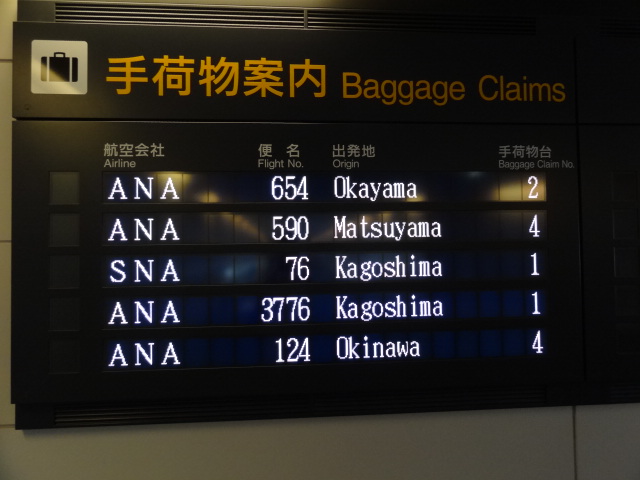 手荷物案内 Baggage Claims
航空会社 便名 出発地 手荷物台
Airline Flight No. Origin Baggage Claim No.
ANA 654 Okayama 2
ANA 590 Matsuyama 4
SNA 76 Kagoshima 1
ANA 3776 Kagoshima 1
ANA 124 Okinawa 4